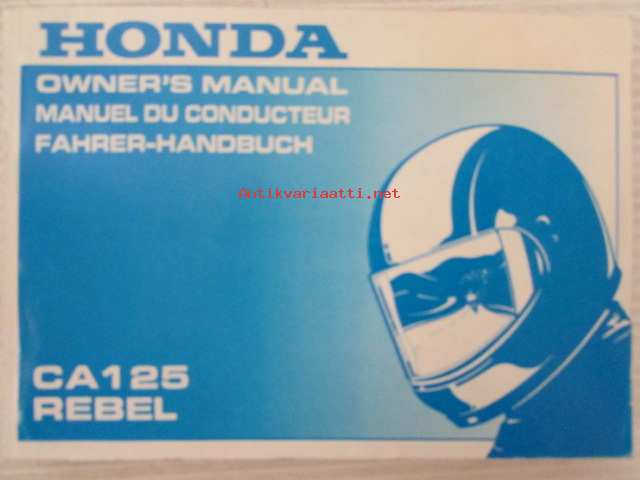 HONDA
OWNER'S MANUAL
MANUEL DU CONDUCTEUR
FAHRER-HANDBUCH
Antikvariaatti.net
CA125
REBEL